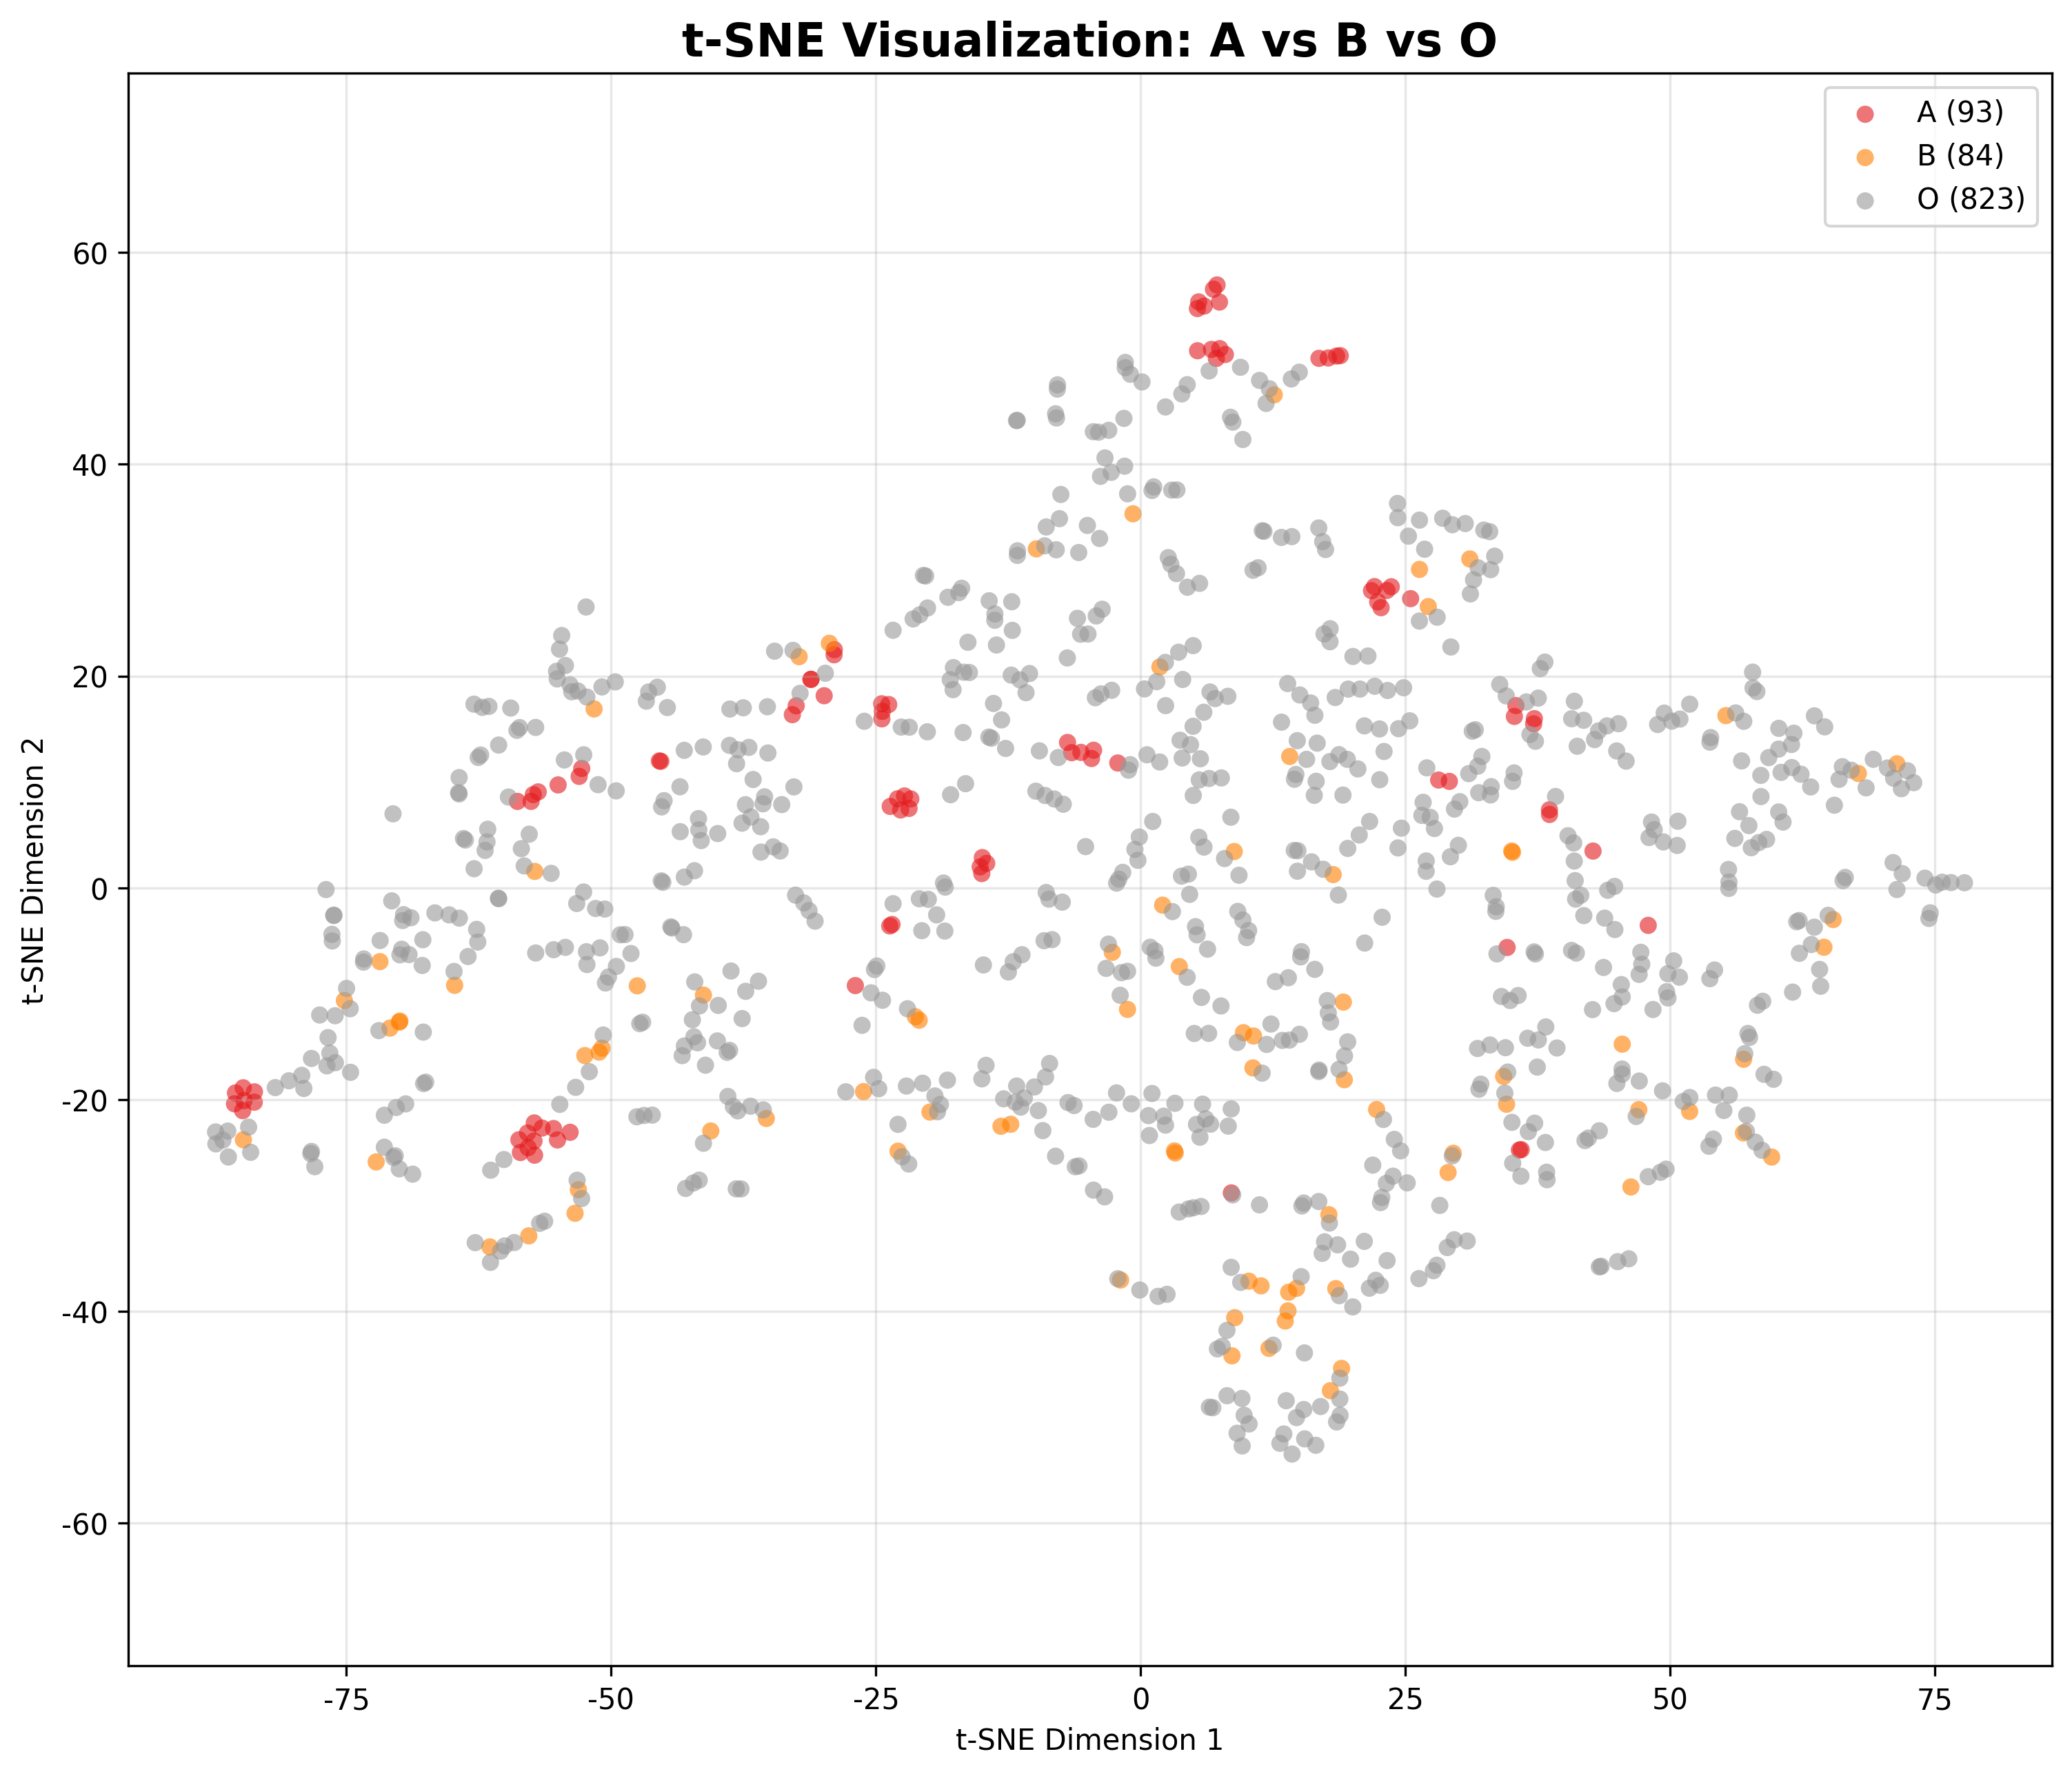 t-SNE Visualization: A vs B vs O
A (93)
B (84)
O (823)
60
40
20
0
-20
-40
-60
t-SNE Dimension 2
-75
-50
-25
0
25
50
75
t-SNE Dimension 1